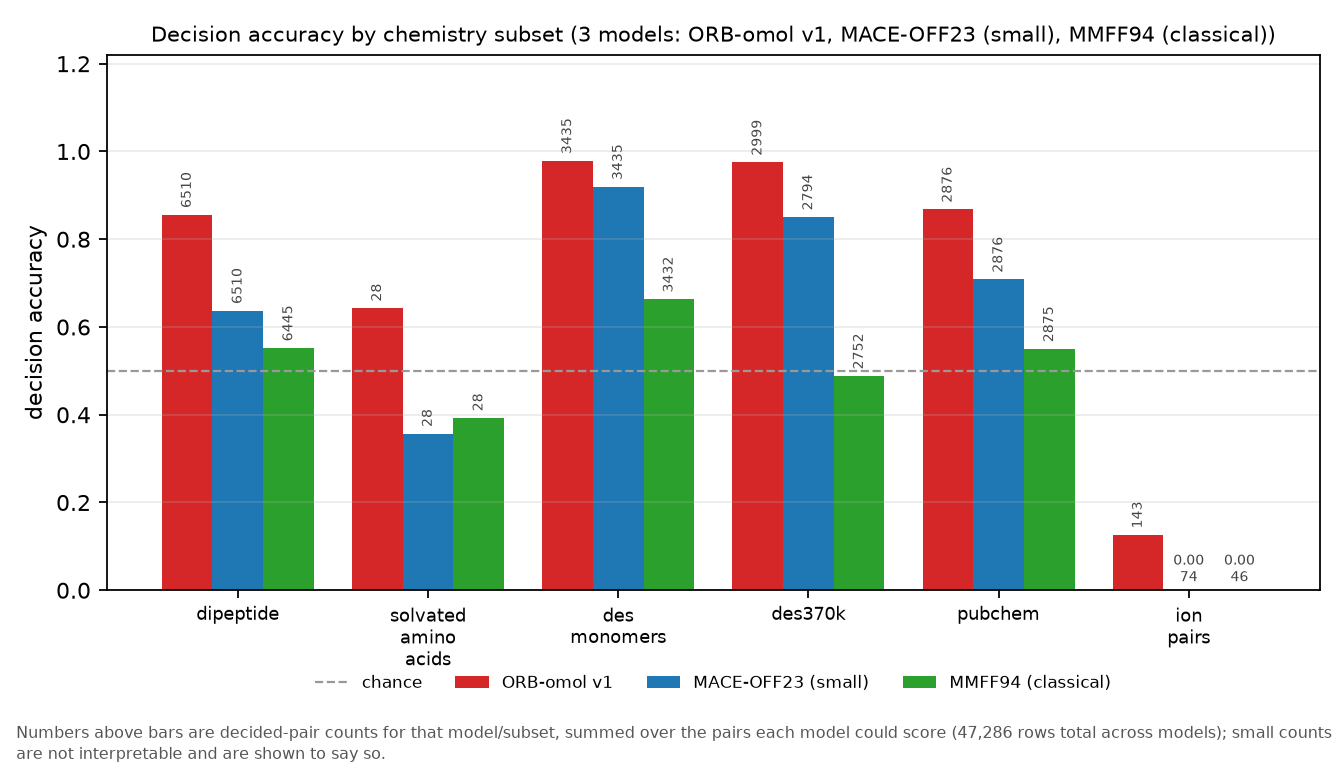 Decision accuracy by chemistry subset (3 models: ORB-omol v1, MACE-OFF23 (small), MMFF94 (classical))
decision accuracy
1.2
1.0
0.8
0.6
0.4
0.2
0.0
6510
6510
6445
28
28
28
3435
3435
3432
2999
2794
2752
2876
2876
2875
143
0.00
74
0.00
46
dipeptide
solvated
amino
acids
des
monomers
des370k
pubchem
ion
pairs
chance
ORB-omol v1
MACE-OFF23 (small)
MMFF94 (classical)
Numbers above bars are decided-pair counts for that model/subset, summed over the pairs each model could score (47,286 rows total across models); small counts
are not interpretable and are shown to say so.